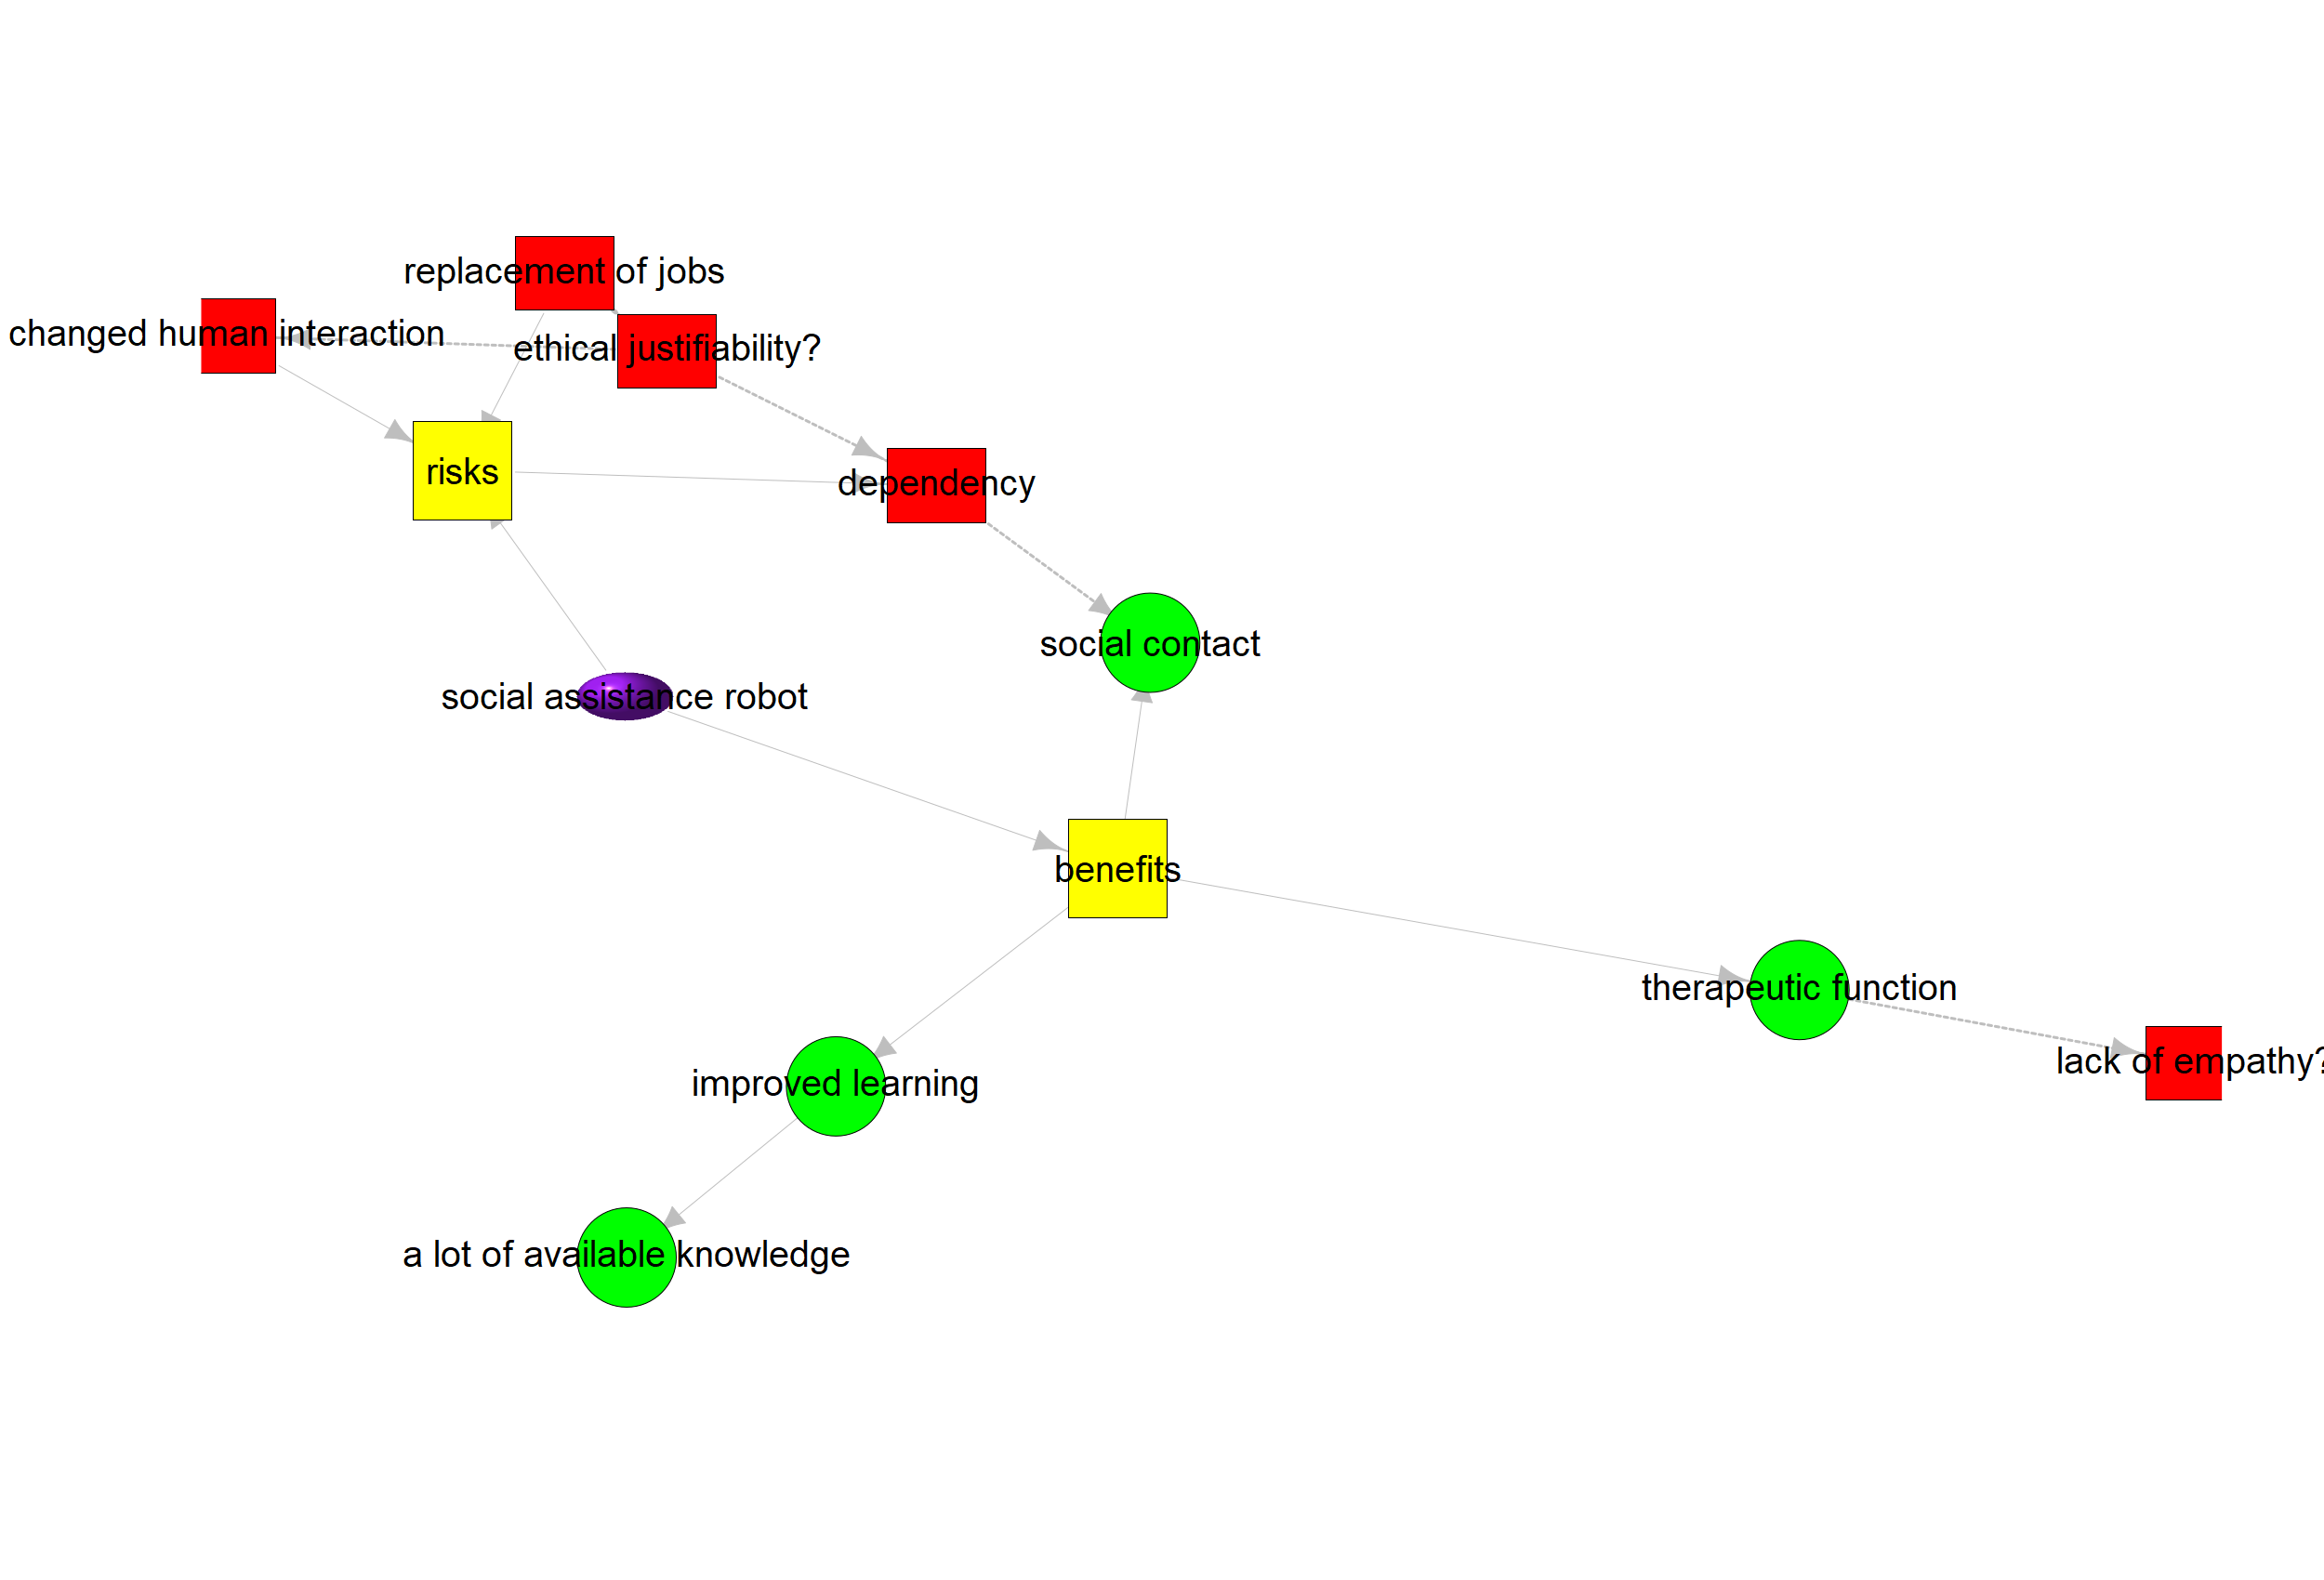 replacement of jobs
changed human interaction
ethical justifiability?
risks
dependency
social contact
social assistance robot
benefits
therapeutic function
lack of empathy?
improved learning
a lot of available knowledge